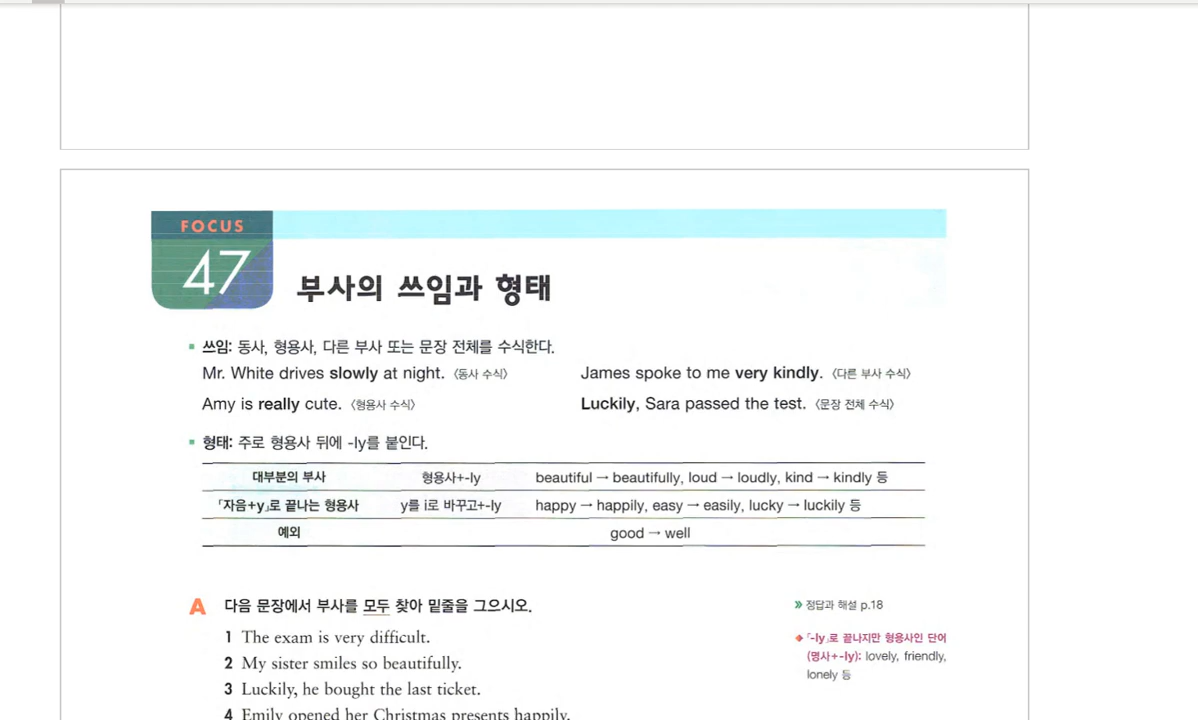 FOCUS
47
부사의 쓰임과 형태
쓰임: 동사, 형용사, 다른 부사 또는 문장 전체를 수식한다.
Mr. White drives slowly at night. 〈동사 수식〉
James spoke to me very kindly. 〈다른 부사 수식〉
Amy is really cute. 〈형용사 수식〉
Luckily, Sara passed the test. 〈문장 전체 수식〉
형태: 주로 형용사 뒤에 -ly를 붙인다.
대부분의 부사 형용사+-ly beautiful → beautifully, loud → loudly, kind → kindly 등
「자음+y」로 끝나는 형용사 y를 i로 바꾸고+-ly happy → happily, easy → easily, lucky → luckily 등
예외 good → well
A 다음 문장에서 부사를 모두 찾아 밑줄을 그으시오.
» 정답과 해설 p.18
1 The exam is very difficult.
2 My sister smiles so beautifully.
3 Luckily, he bought the last ticket.
4 Emily opened her Christmas presents happily.
「-ly」로 끝나지만 형용사인 단어
(명사+-ly): lovely, friendly,
lonely 등